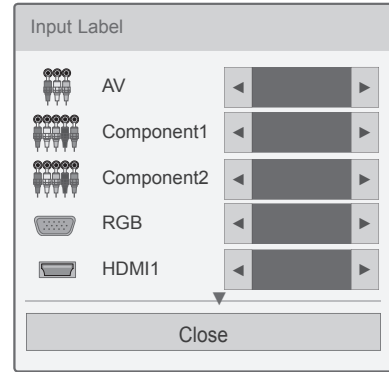 Input Label
AV
Component1
Component2
RGB
HDMI1
Close